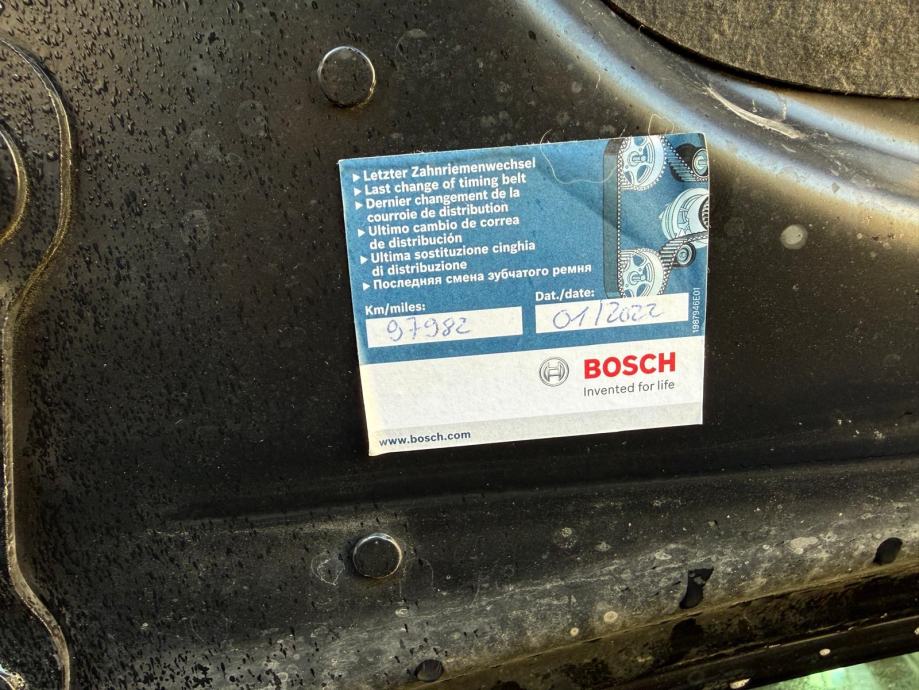 ▸ Letzter Zahnriemenwechsel
▸ Last change of timing belt
▸ Dernier changement de la
courroie de distribution
▸ Ultimo cambio de correa
de distribución
▸ Ultima sostituzione cinghia
di distribuzione
▸ Последняя смена зубчатого ремня
Km/miles: Dat./date:
97982 01/2022
1987946E01
BOSCH
Invented for life
www.bosch.com